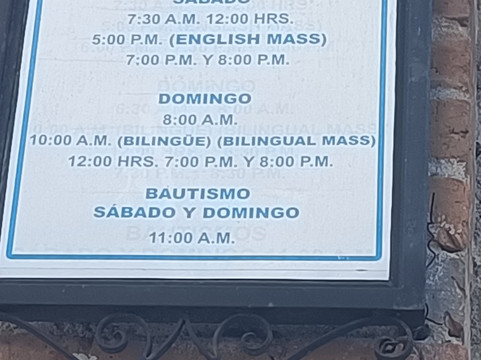 SÁBADO
7:30 A.M. 12:00 HRS.
5:00 P.M. (ENGLISH MASS)
7:00 P.M. Y 8:00 P.M.
DOMINGO
8:00 A.M.
10:00 A.M. (BILINGÜE) (BILINGUAL MASS)
12:00 HRS. 7:00 P.M. Y 8:00 P.M.
BAUTISMO
SÁBADO Y DOMINGO
11:00 A.M.